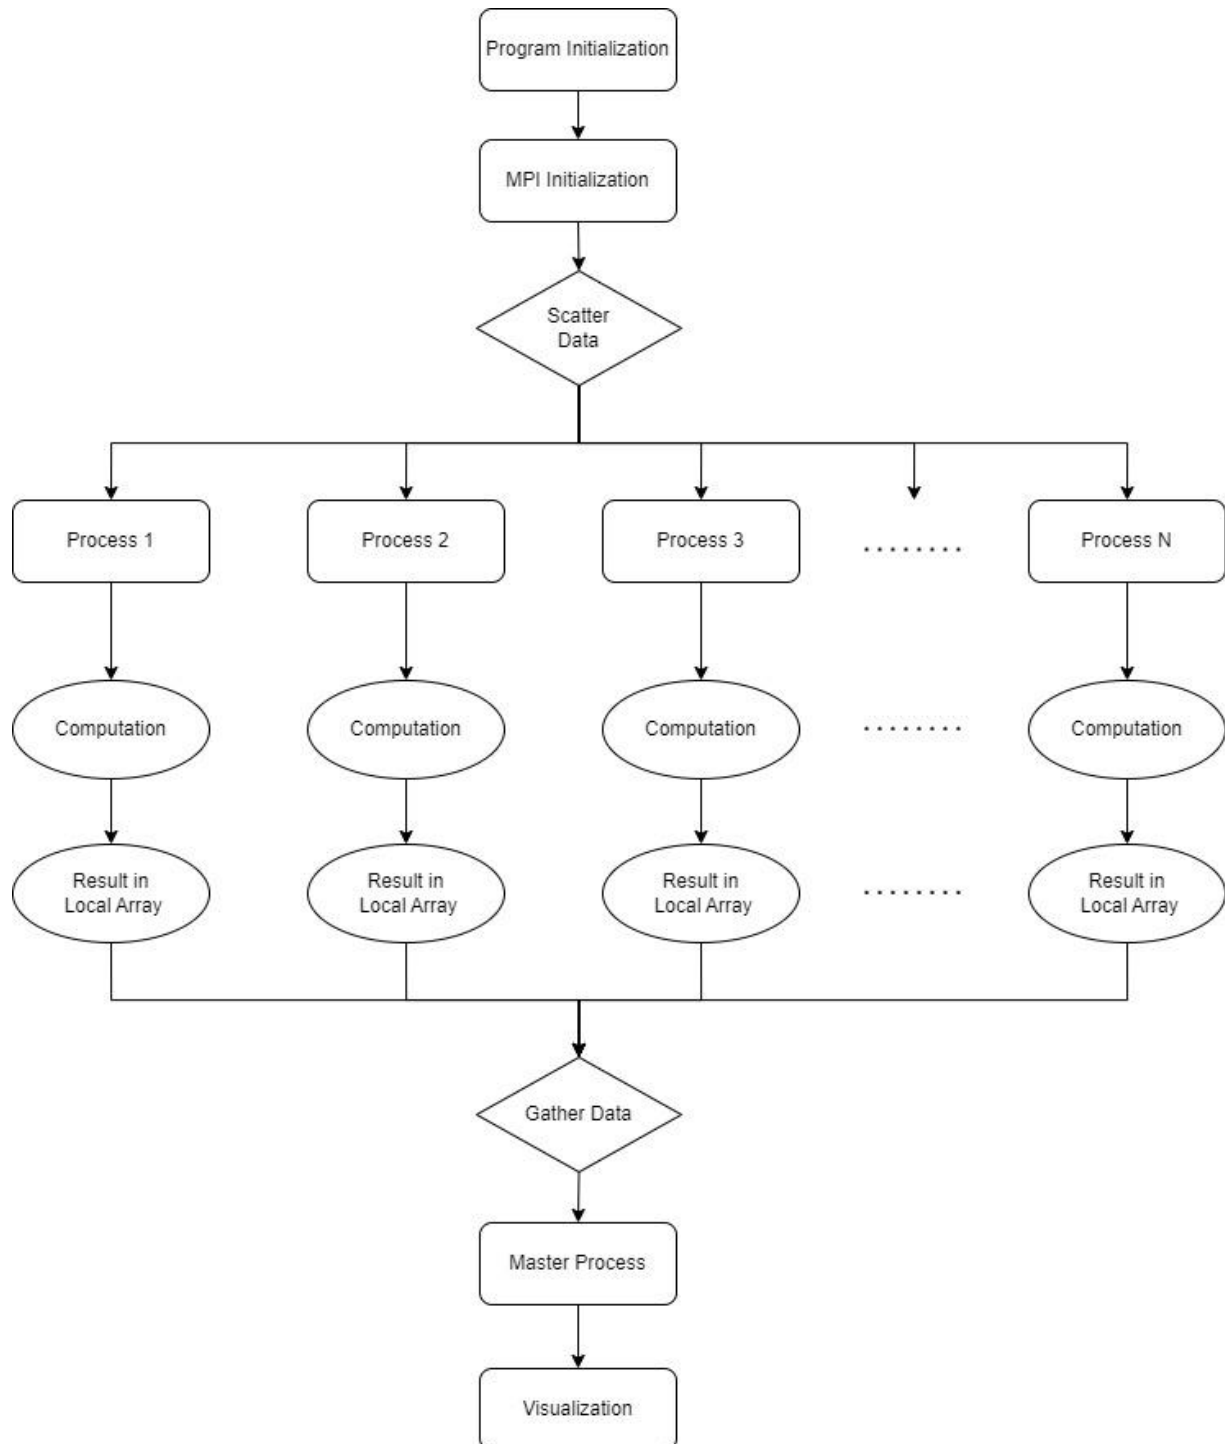 Program Initialization
MPI Initialization
Scatter
Data
Process 1
Process 2
Process 3
........
Process N
Computation
Computation
Computation
........
Computation
Result in
Local Array
Result in
Local Array
Result in
Local Array
........
Result in
Local Array
Gather Data
Master Process
Visualization